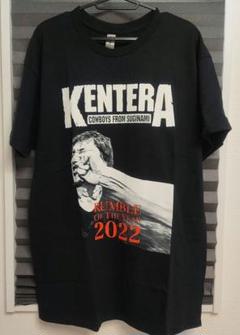 KENTERA
COWBOYS FROM SUGINAMI
RUMBLE
OF THE YEAR
2022